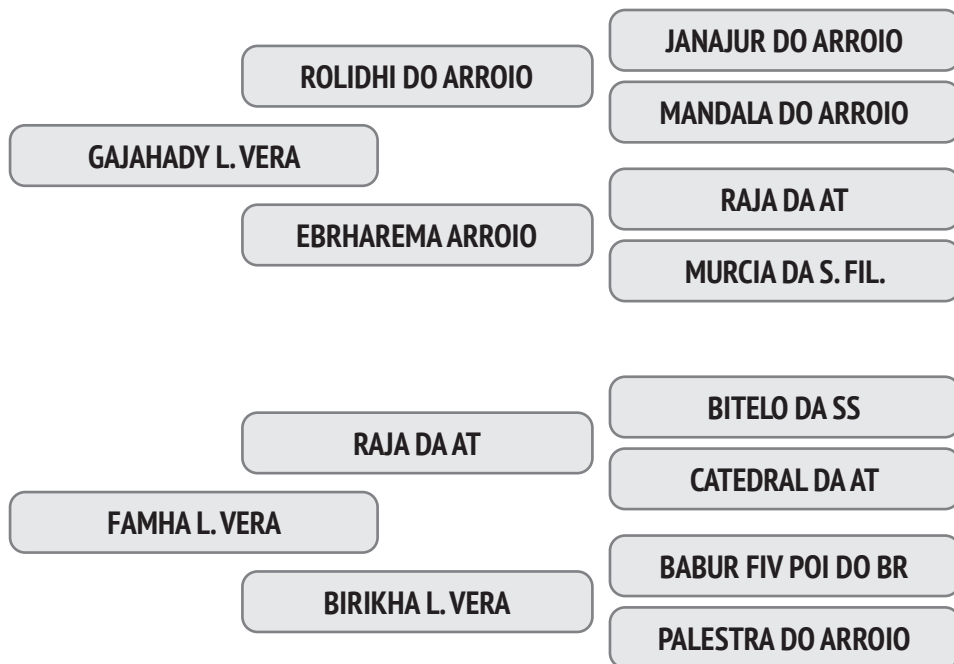 JANAJUR DO ARROIO
ROLIDHI DO ARROIO
MANDALA DO ARROIO
GAJAHADY L. VERA
RAJA DA AT
EBRHAREMA ARROIO
MURCIA DA S. FIL.
BITELO DA SS
RAJA DA AT
CATEDRAL DA AT
FAMHA L. VERA
BABUR FIV POI DO BR
BIRIKHA L. VERA
PALESTRA DO ARROIO